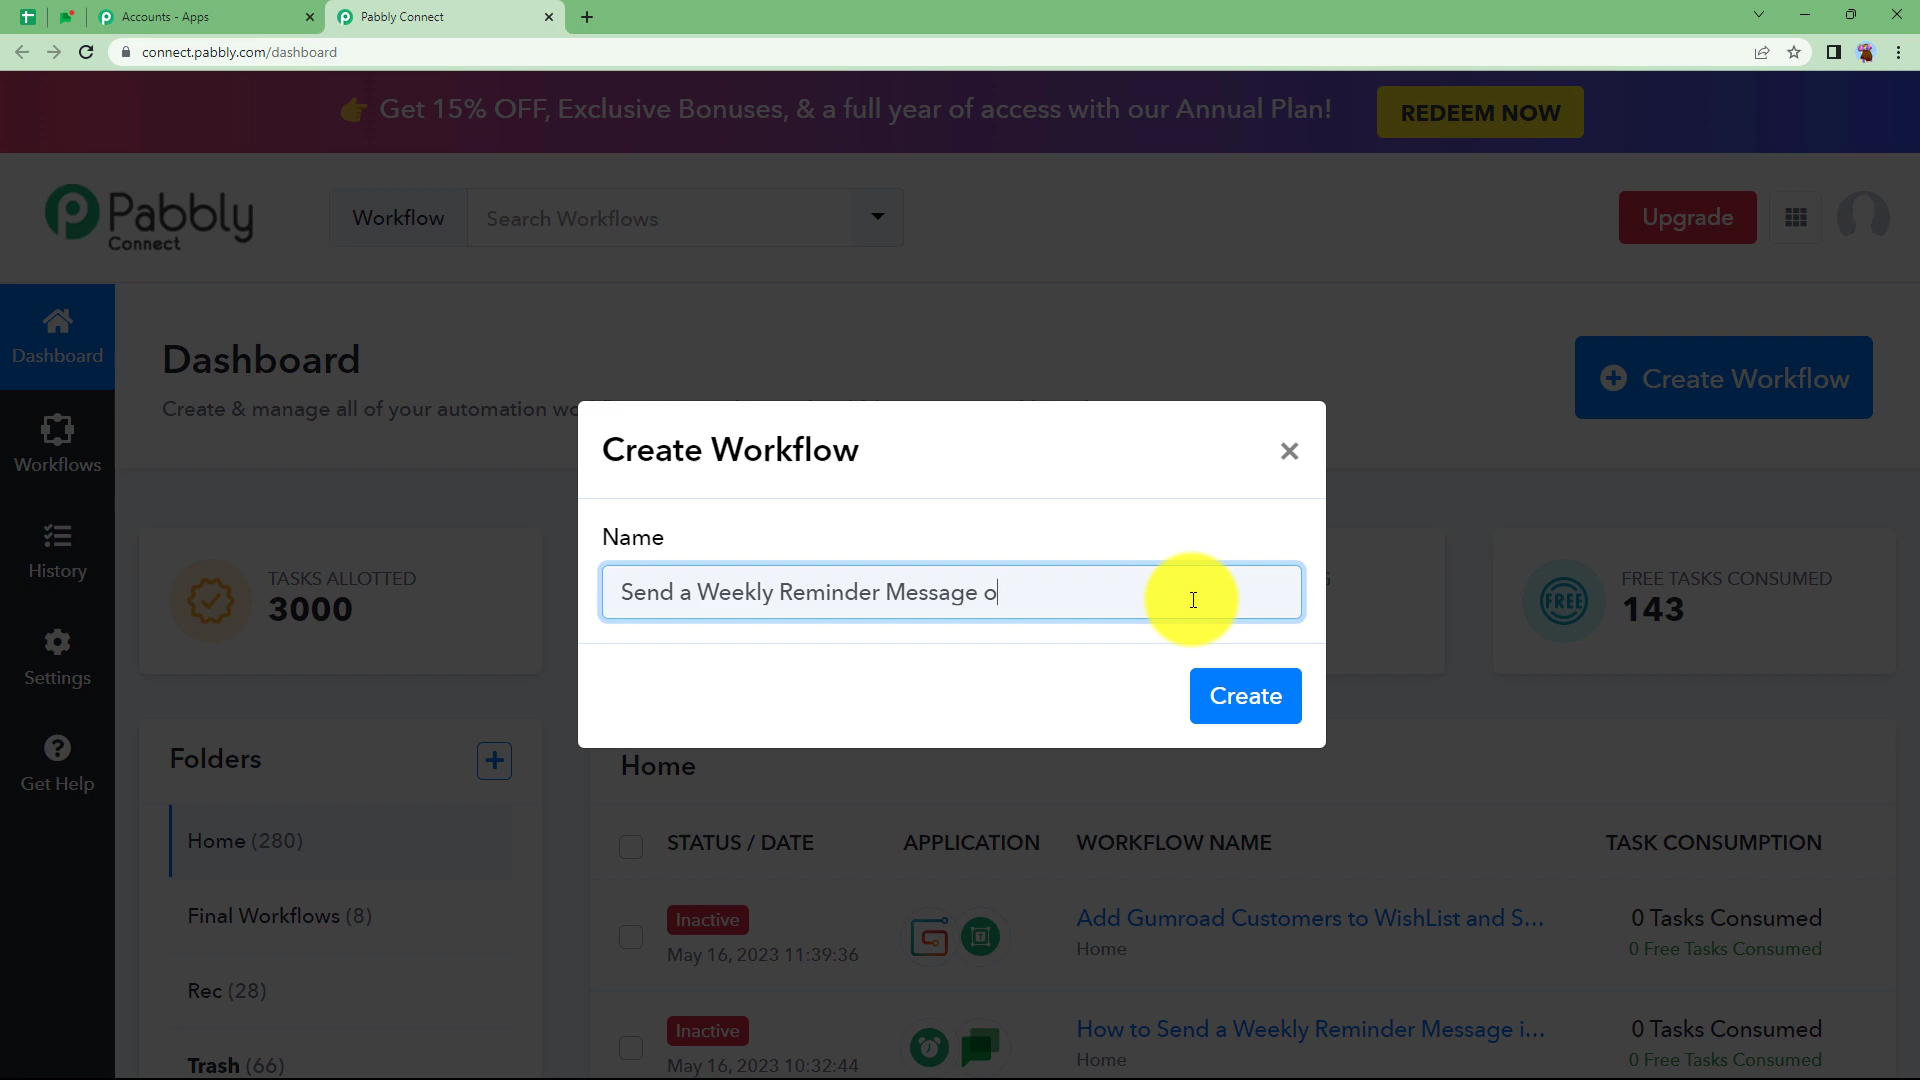 Accounts - Apps
Pabbly Connect
connect.pabbly.com/dashboard
Get 15% OFF, Exclusive Bonuses, & a full year of access with our Annual Plan!
REDEEM NOW
Pabbly
Connect
Workflow
Search Workflows
Upgrade
Dashboard
Workflows
History
Settings
Get Help
Dashboard
Create & manage all of your automation
Create Workflow
Create Workflow
Name
Send a Weekly Reminder Message o
Create
TASKS ALLOTTED
3000
FREE
FREE TASKS CONSUMED
143
Folders
Home (280)
Final Workflows (8)
Rec (28)
Trash (66)
Home
STATUS / DATE
APPLICATION
WORKFLOW NAME
TASK CONSUMPTION
Inactive
May 16, 2023 11:39:36
Add Gumroad Customers to WishList and S...
Home
0 Tasks Consumed
0 Free Tasks Consumed
Inactive
May 16, 2023 10:32:44
How to Send a Weekly Reminder Message i...
Home
0 Tasks Consumed
0 Free Tasks Consumed